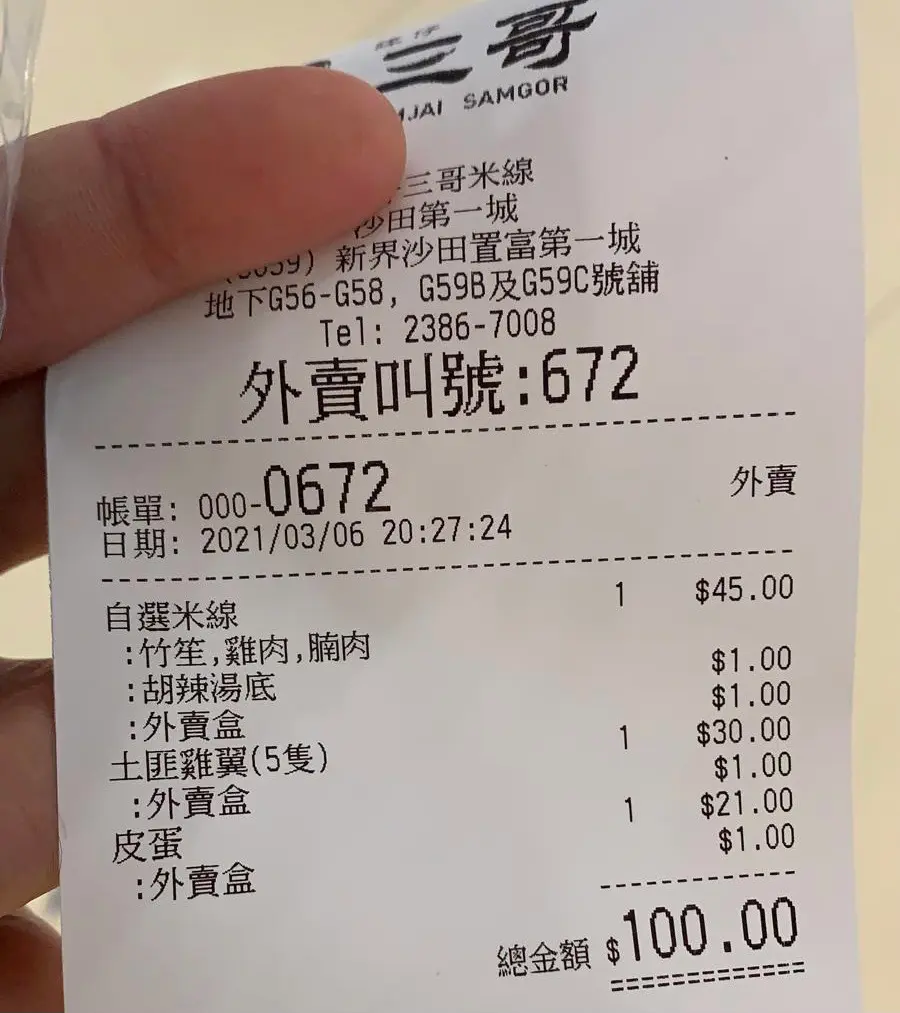 三哥
JAI SAMGOR
三哥米線
沙田第一城
新界沙田置富第一城
地下G56-G58, G59B及G59C號舖
Tel: 2386-7008
外賣叫號:672
帳單: 000-0672 外賣
日期: 2021/03/06 20:27:24
自選米線 1 $45.00
:竹笙,雞肉,腩肉
:胡辣湯底 $1.00
:外賣盒 $1.00
土匪雞翼(5隻) 1 $30.00
:外賣盒 $1.00
皮蛋 1 $21.00
:外賣盒 $1.00
總金額 $100.00